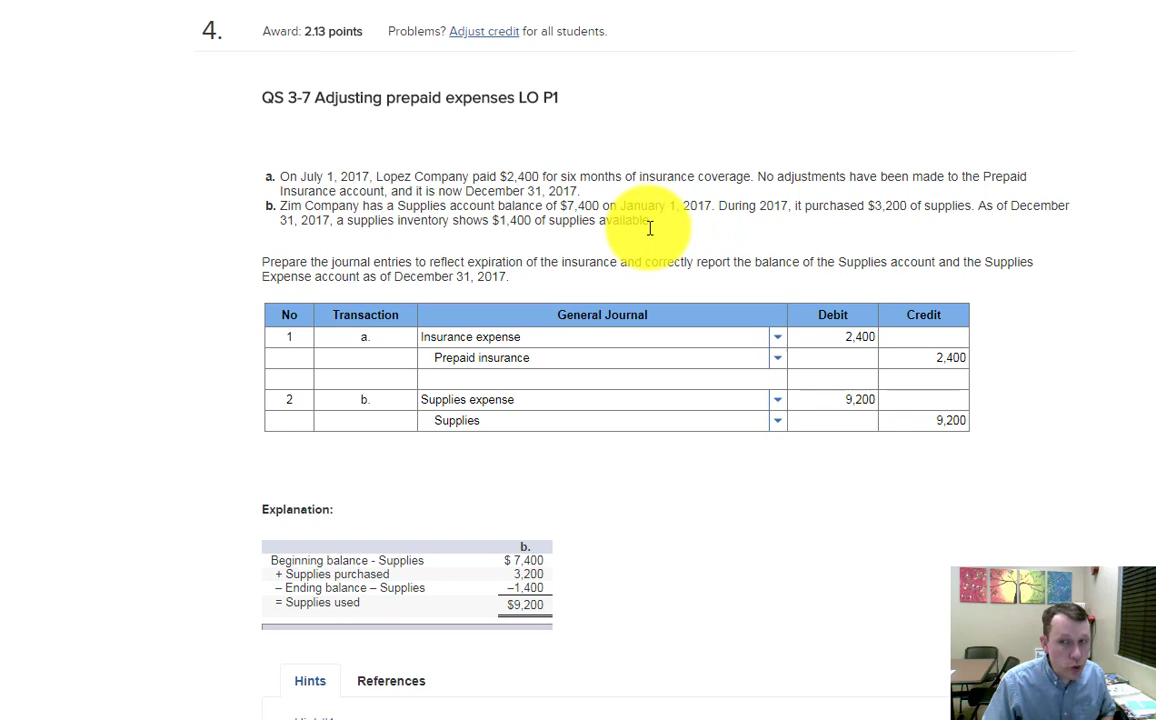 4.
Award: 2.13 points Problems? Adjust credit for all students.
QS 3-7 Adjusting prepaid expenses LO P1
a. On July 1, 2017, Lopez Company paid $2,400 for six months of insurance coverage. No adjustments have been made to the Prepaid
Insurance account, and it is now December 31, 2017.
b. Zim Company has a Supplies account balance of $7,400 on January 1, 2017. During 2017, it purchased $3,200 of supplies. As of December
31, 2017, a supplies inventory shows $1,400 of supplies available.
Prepare the journal entries to reflect expiration of the insurance and correctly report the balance of the Supplies account and the Supplies
Expense account as of December 31, 2017.
No Transaction General Journal Debit Credit
1 a. Insurance expense 2,400
Prepaid insurance 2,400
2 b. Supplies expense 9,200
Supplies 9,200
Explanation:
b.
Beginning balance - Supplies $ 7,400
+ Supplies purchased 3,200
– Ending balance – Supplies –1,400
= Supplies used $9,200
Hints References